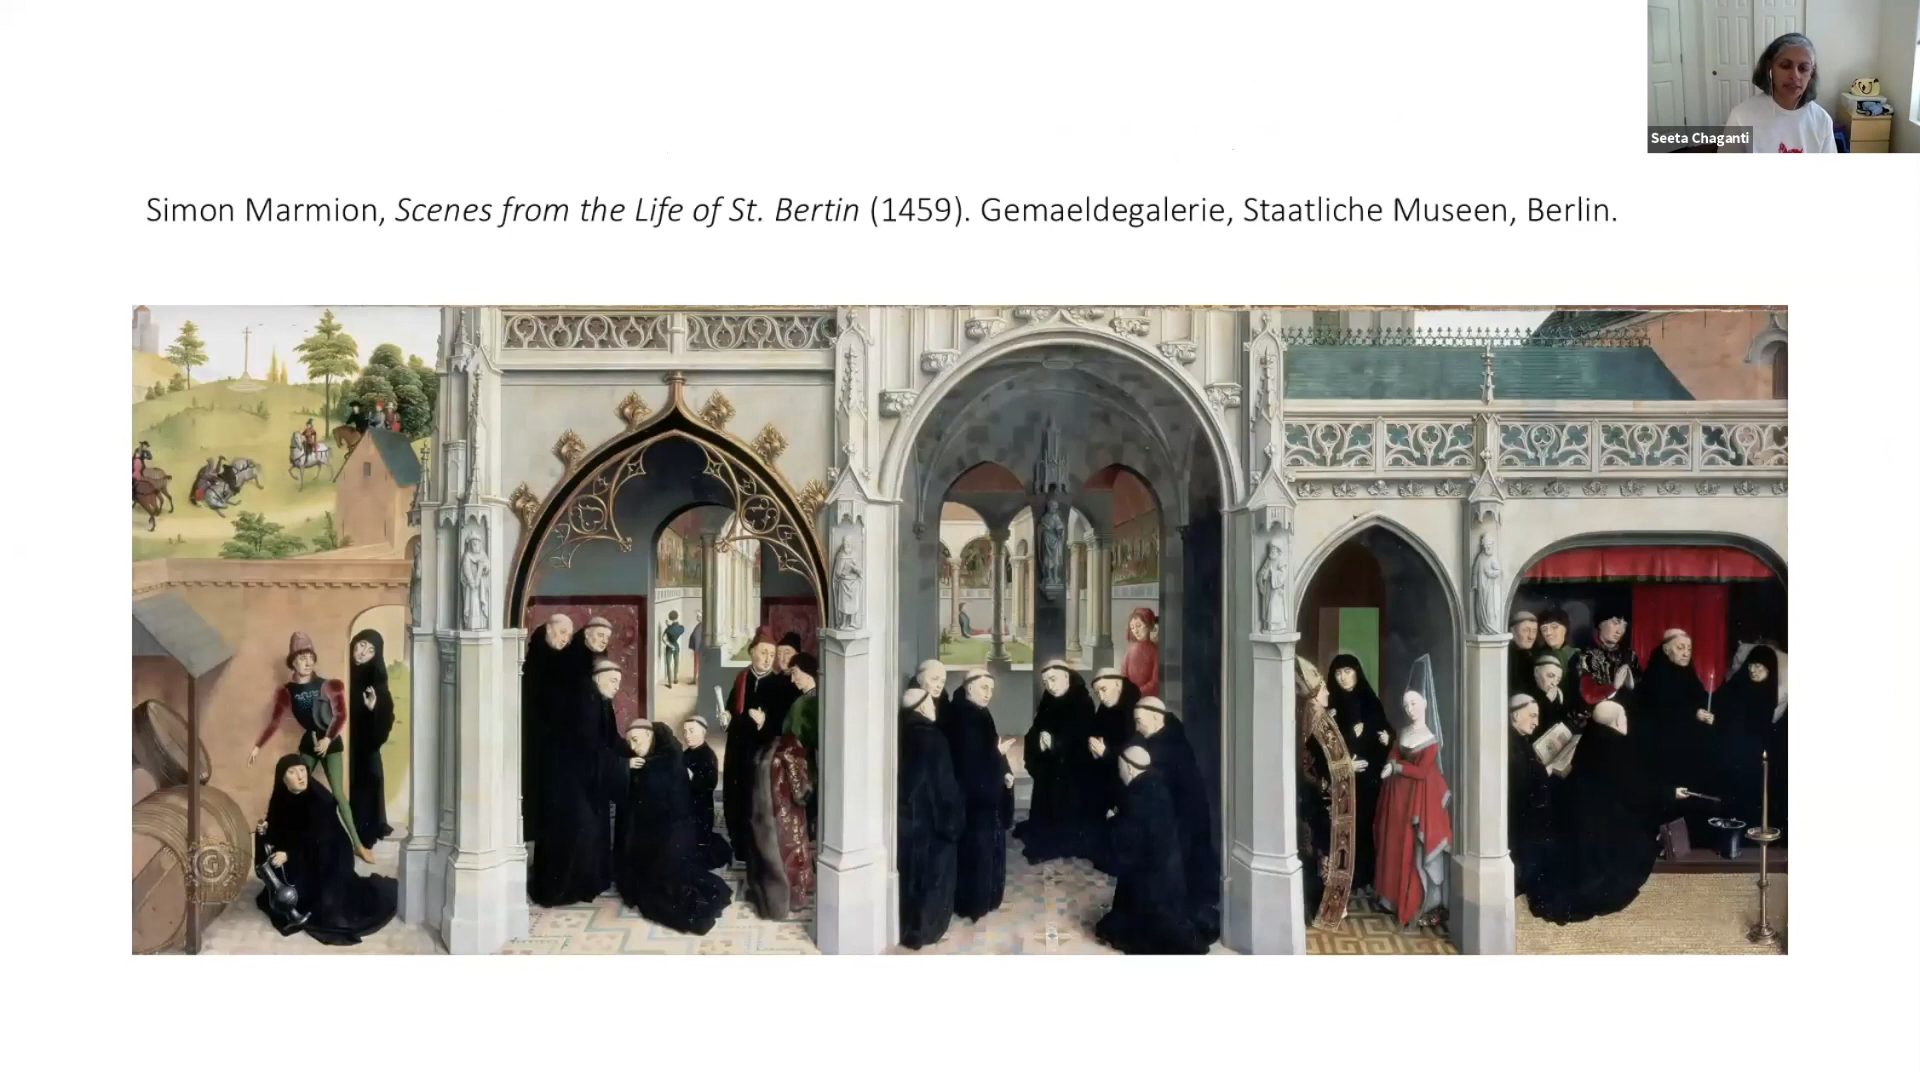 Seeta Chaganti
Simon Marmion, Scenes from the Life of St. Bertin (1459). Gemaeldegalerie, Staatliche Museen, Berlin.